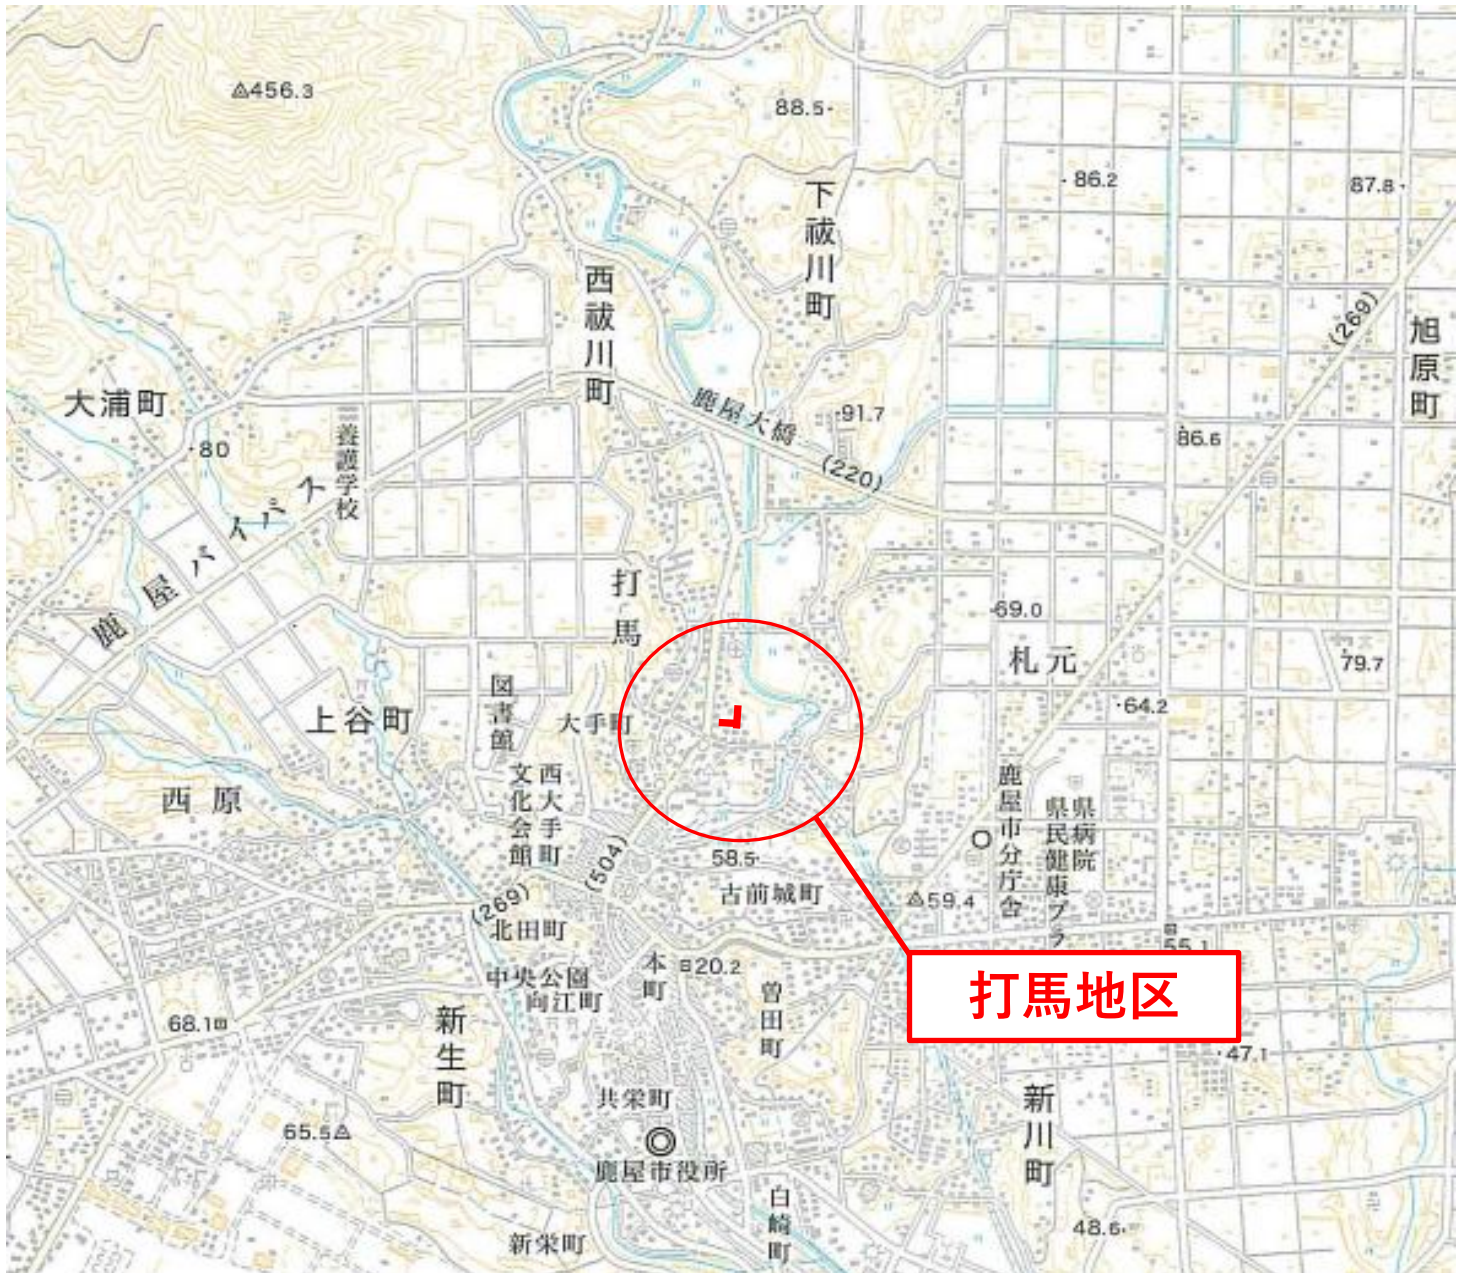 456.3
88.5
86.2
87.8
下祓川町
西祓川町
(269)
旭原町
大浦町
鹿屋大橋
91.7
86.6
80
養護学校
(220)
鹿屋バイパス
打馬
69.0
札元
79.7
図書館
大手町
64.2
上谷町
西原
文化会館
西大手町
鹿屋市分庁舎
県民健康プラ
県病院
(504)
58.5
古前城町
59.4
(269)
北田町
55.1
本町
20.2
中央公園
向江町
曽田町
打馬地区
68.1
新生町
47.1
共栄町
65.5
新川町
鹿屋市役所
白崎町
48.6
新栄町